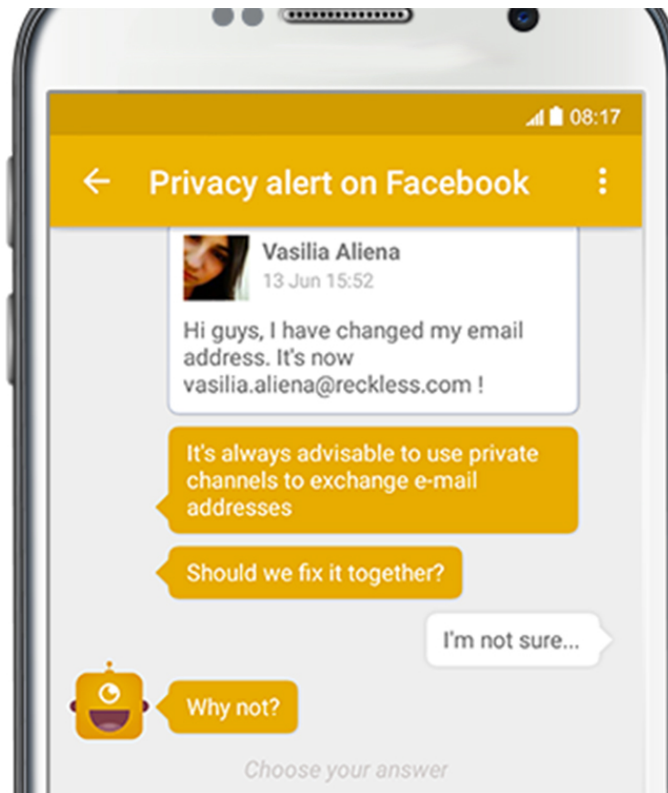 08:17
Privacy alert on Facebook
Vasilia Aliena
13 Jun 15:52
Hi guys, I have changed my email
address. It's now
vasilia.aliena@reckless.com !
It's always advisable to use private
channels to exchange e-mail
addresses
Should we fix it together?
I'm not sure...
Why not?
Choose your answer